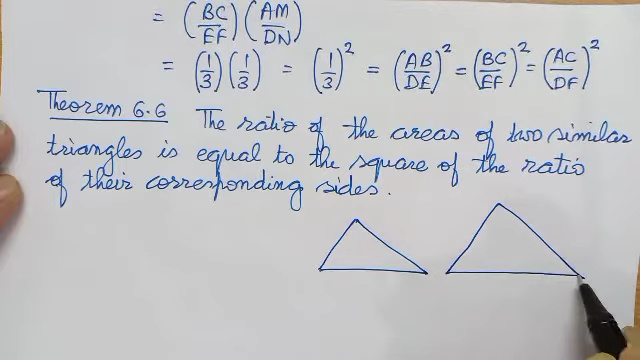 = (BC/EF) (AM/DN)
= (1/3) (1/3) = (1/3)² = (AB/DE)² = (BC/EF)² = (AC/DF)²
Theorem 6.6 The ratio of the areas of two similar
triangles is equal to the square of the ratio
of their corresponding sides.